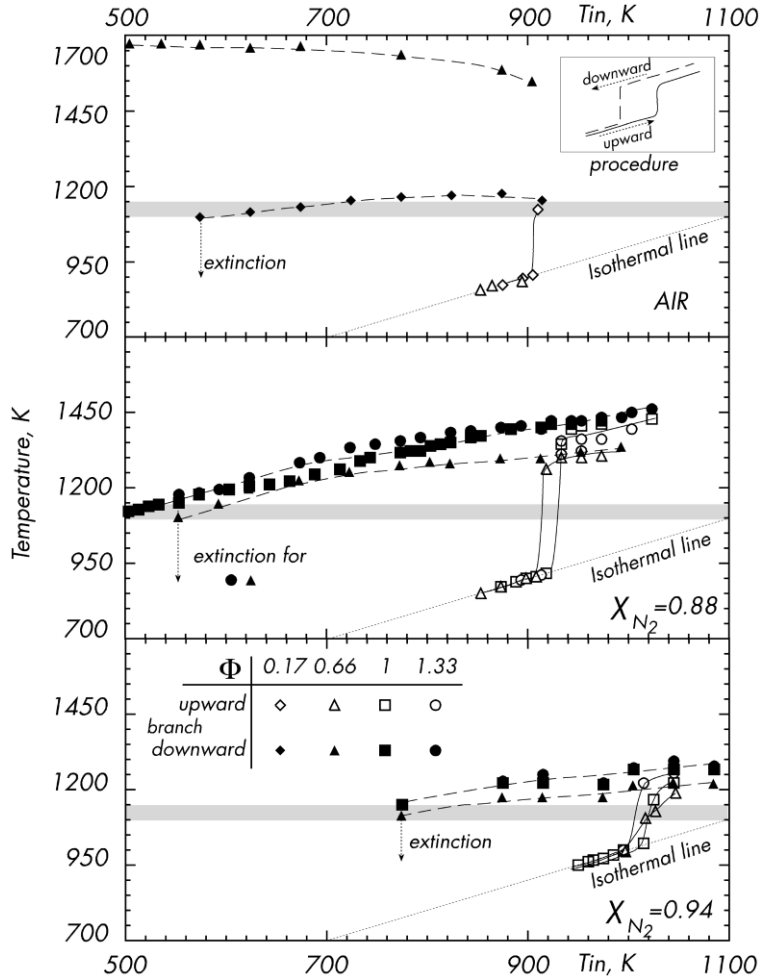 500 700 900 Tin, K 1100
1700
1450
1200
950
700
downward
upward
procedure
extinction
Isothermal line
AIR
Temperature, K
1450
1200
950
700
extinction for
Isothermal line
X N2=0.88
Φ 0.17 0.66 1 1.33
upward
branch
downward
1450
1200
950
700
extinction
Isothermal line
X N2=0.94
500 700 900 Tin, K 1100